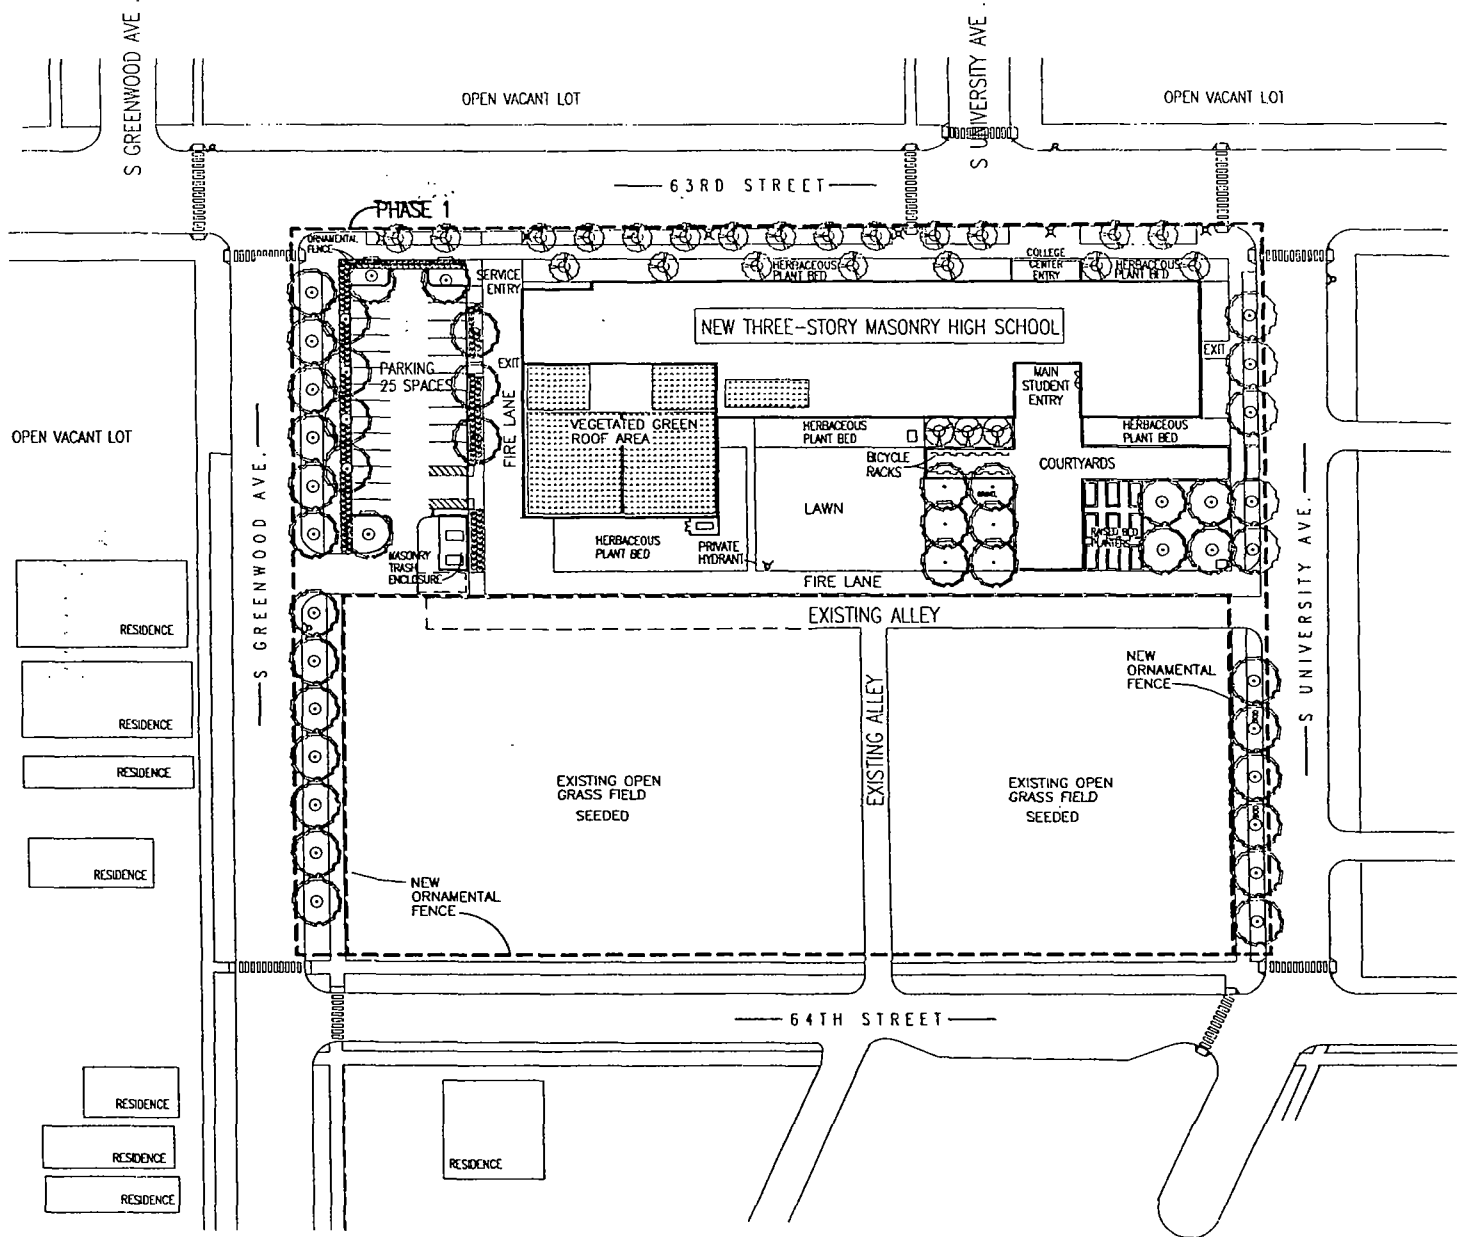 S GREENWOOD AVE.
S UNIVERSITY AVE.
OPEN VACANT LOT
OPEN VACANT LOT
63RD STREET
PHASE 1
ORNAMENTAL
FENCE
SERVICE
ENTRY
HERBACEOUS
PLANT BED
COLLEGE
CENTER
ENTRY
HERBACEOUS
PLANT BED
NEW THREE-STORY MASONRY HIGH SCHOOL
EXIT
EXIT
PARKING
25 SPACES
MAIN
STUDENT
ENTRY
FIRE LANE
VEGETATED GREEN
ROOF AREA
HERBACEOUS
PLANT BED
HERBACEOUS
PLANT BED
OPEN VACANT LOT
BICYCLE
RACKS
COURTYARDS
LAWN
RAISED BED
MASONRY
TRASH
ENCLOSURE
HERBACEOUS
PLANT BED
PRIVATE
HYDRANT
FIRE LANE
S GREENWOOD AVE.
S UNIVERSITY AVE.
EXISTING ALLEY
RESIDENCE
RESIDENCE
RESIDENCE
RESIDENCE
NEW
ORNAMENTAL
FENCE
EXISTING ALLEY
EXISTING OPEN
GRASS FIELD
SEEDED
EXISTING OPEN
GRASS FIELD
SEEDED
NEW
ORNAMENTAL
FENCE
64TH STREET
RESIDENCE
RESIDENCE
RESIDENCE
RESIDENCE